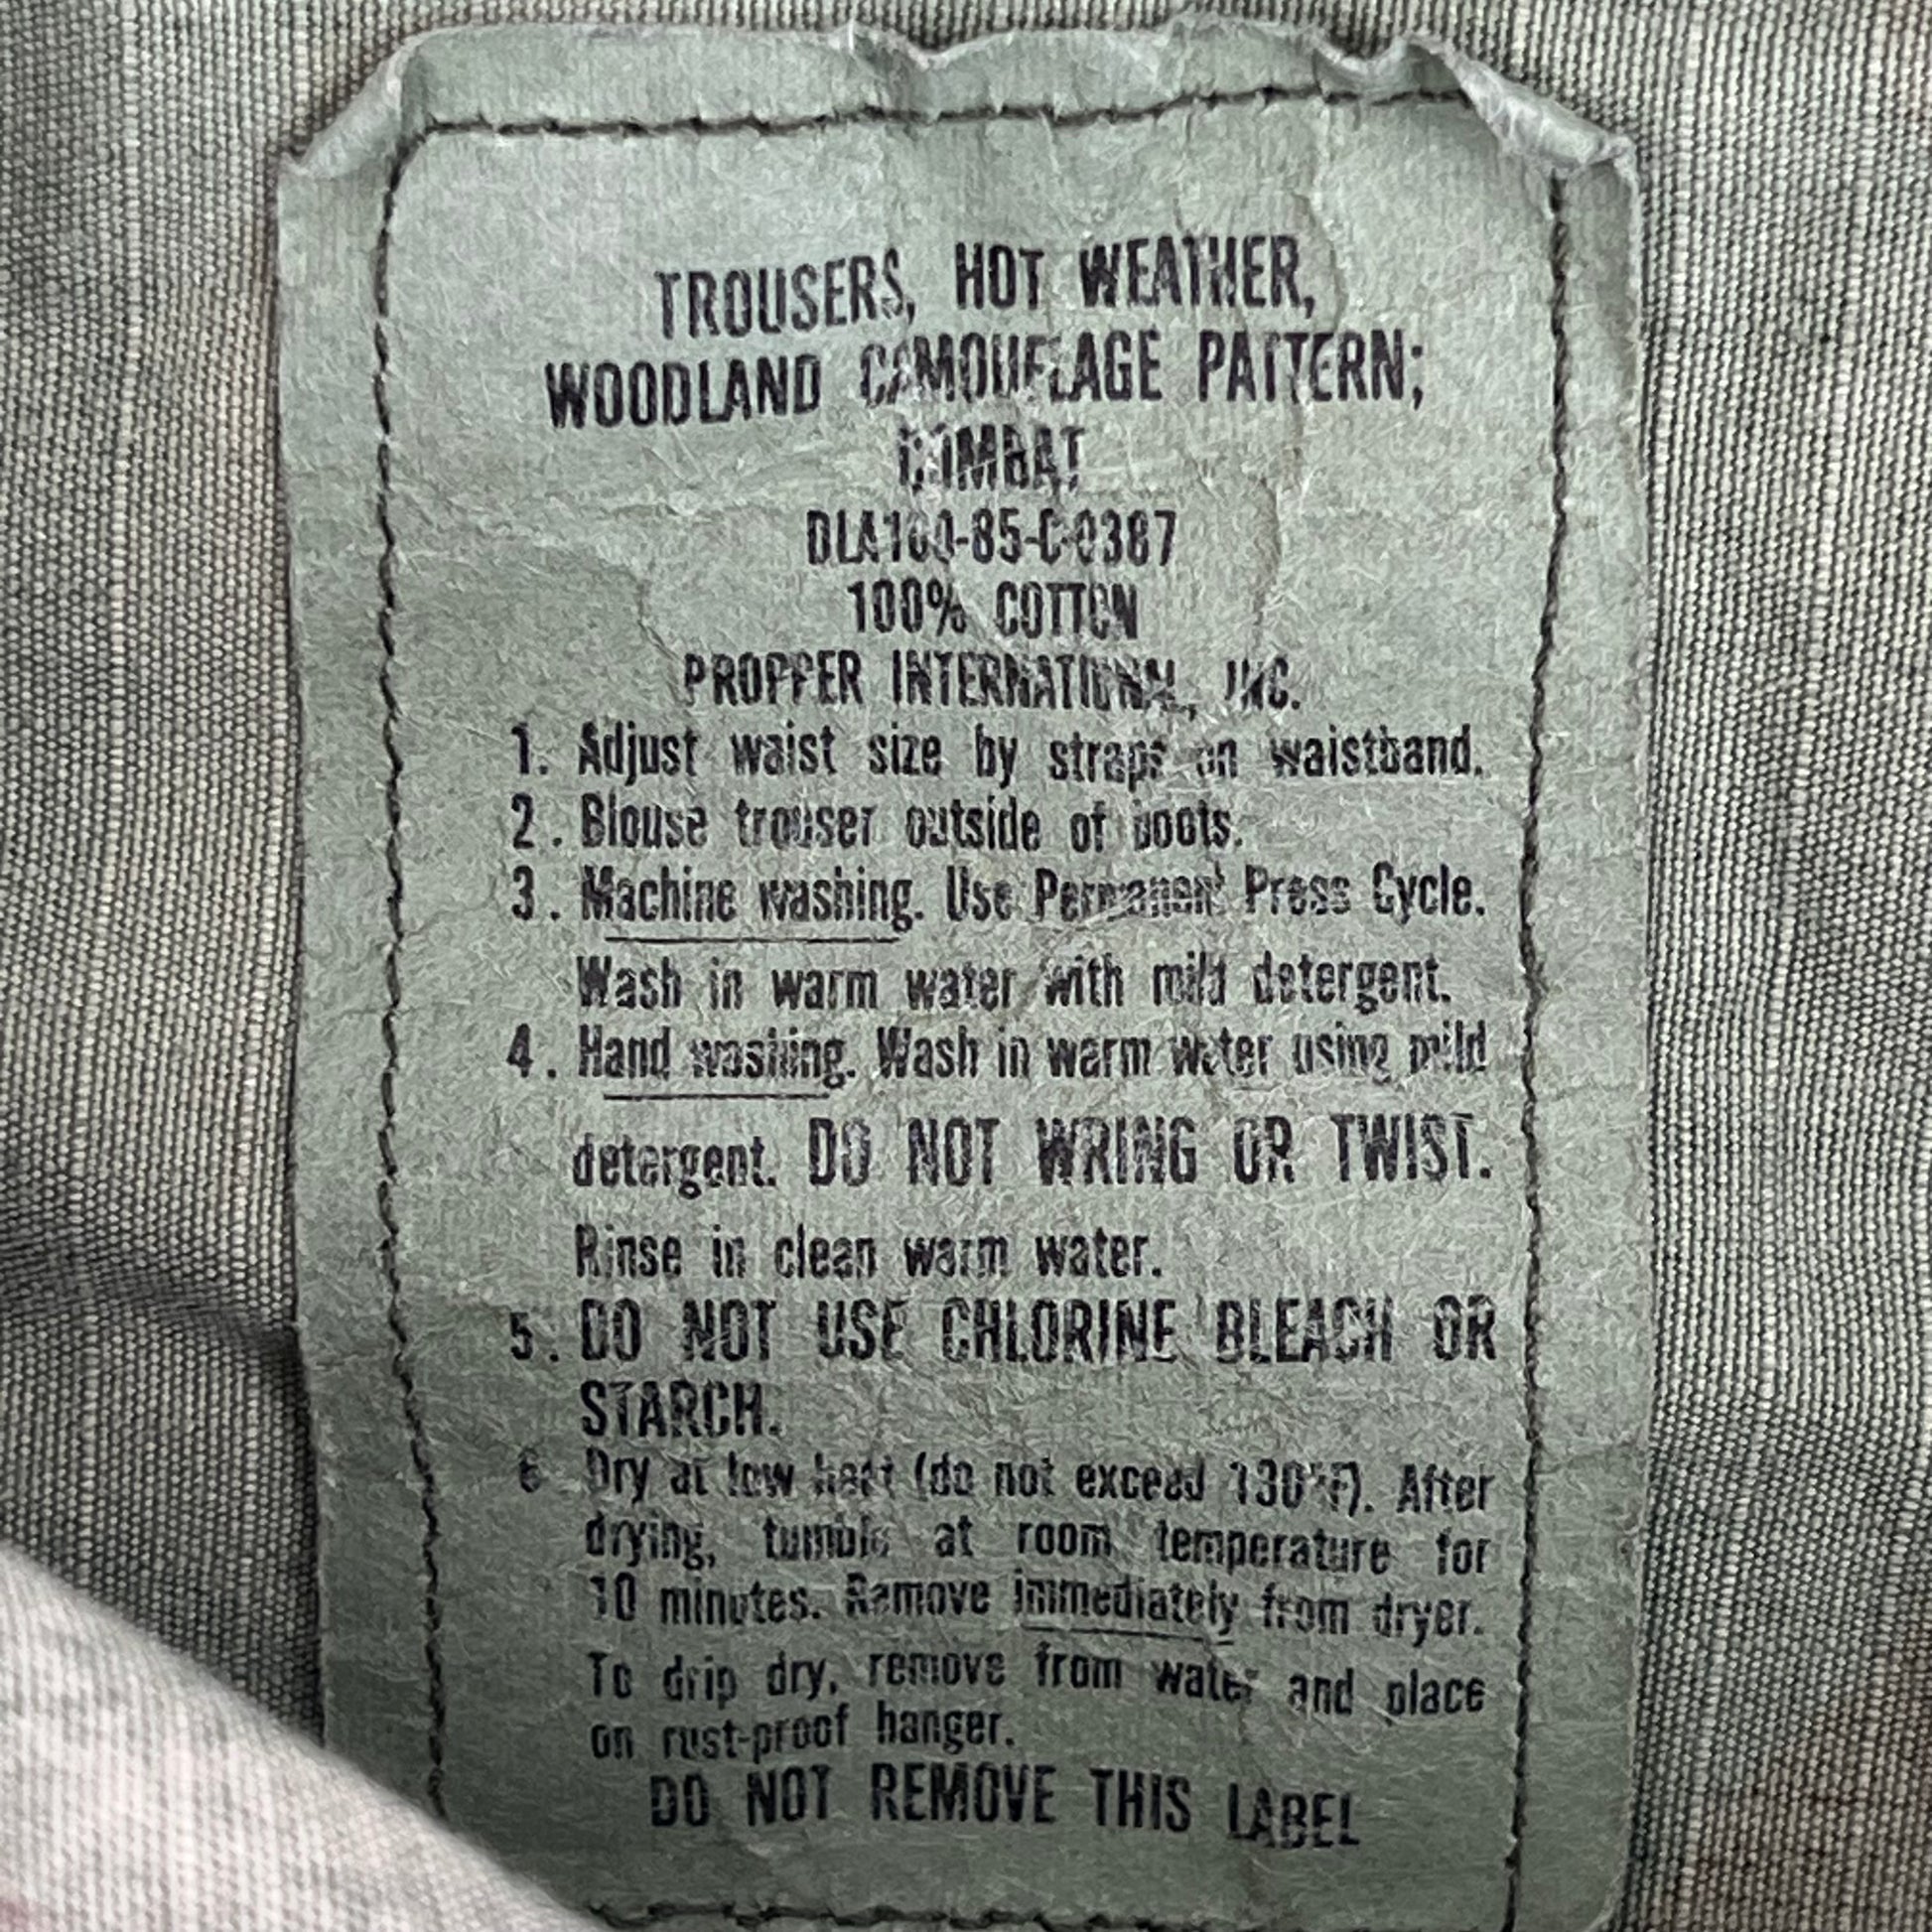 TROUSERS, HOT WEATHER,
WOODLAND CAMOUFLAGE PATTERN;
COMBAT
DLA100-85-C-0387
100% COTTON
PROPPER INTERNATIONAL, INC.
1. Adjust waist size by straps on waistband.
2. Blouse trouser outside of boots.
3. Machine washing. Use Permanent Press Cycle.
Wash in warm water with mild detergent.
4. Hand washing. Wash in warm water using mild
detergent. DO NOT WRING OR TWIST.
Rinse in clean warm water.
5. DO NOT USE CHLORINE BLEACH OR
STARCH.
6 Dry at low heat (do not exceed 130°F). After
drying, tumble at room temperature for
10 minutes. Remove immediately from dryer.
To drip dry, remove from water and place
on rust-proof hanger.
DO NOT REMOVE THIS LABEL